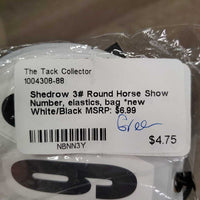 The Tack Collector
1004308-88
Shedrow 3# Round Horse Show
Number, elastics, bag *new
White/Black MSRP: $6.99
Green
NBNN3Y
$4.75